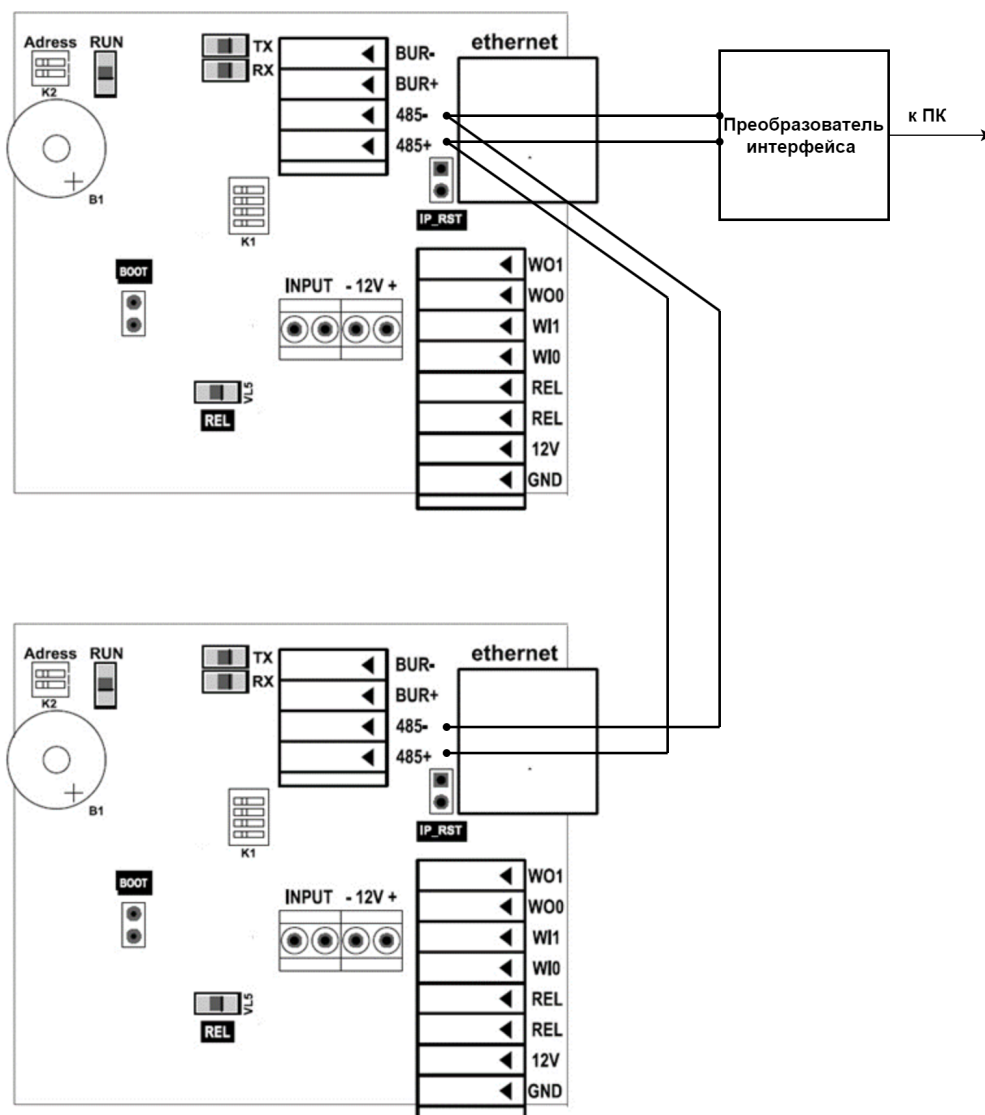 ethernet
Adress RUN
TX
RX
BUR-
BUR+
485-
485+
K2
B1
K1
IP_RST
Преобразователь
интерфейса
к ПК
BOOT
INPUT - 12V +
WO1
WO0
WI1
WI0
REL
REL
12V
GND
VL5
REL
ethernet
Adress RUN
TX
RX
BUR-
BUR+
485-
485+
K2
B1
K1
IP_RST
BOOT
INPUT - 12V +
WO1
WO0
WI1
WI0
REL
REL
12V
GND
VL5
REL